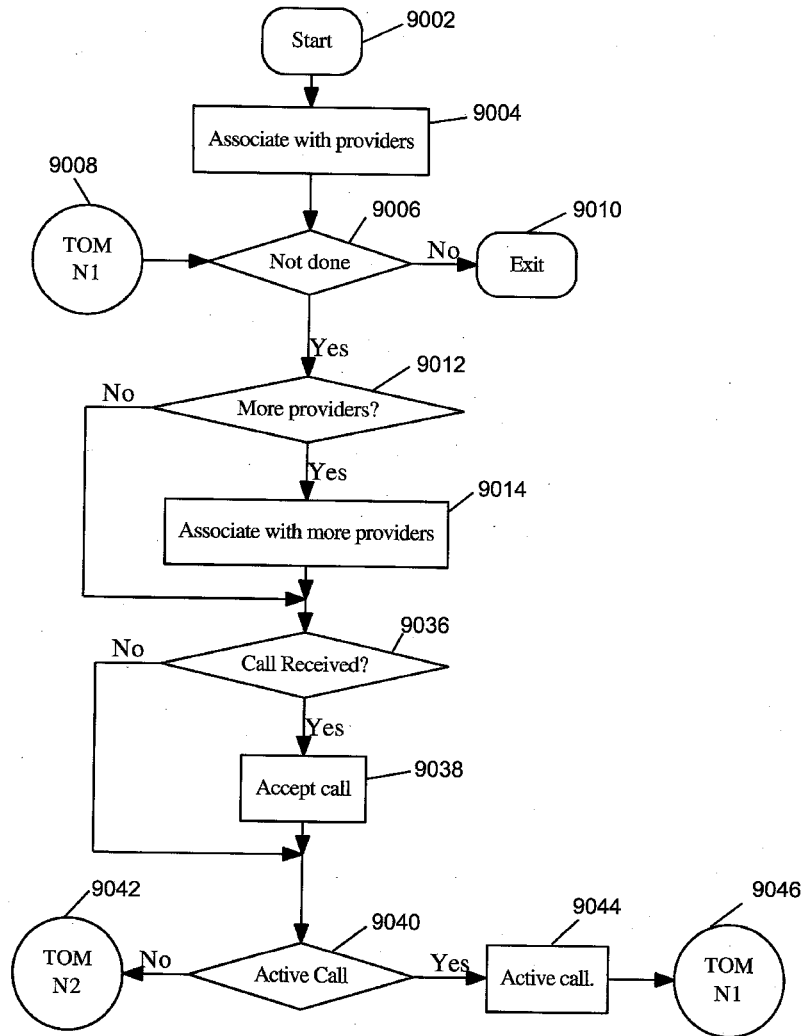 9002
Start
9004
Associate with providers
9008
9006
9010
TOM
N1
Not done
No
Exit
Yes
9012
No
More providers?
Yes
9014
Associate with more providers
9036
No
Call Received?
Yes
9038
Accept call
9042
9040
9044
9046
TOM
N2
No
Active Call
Yes
Active call.
TOM
N1